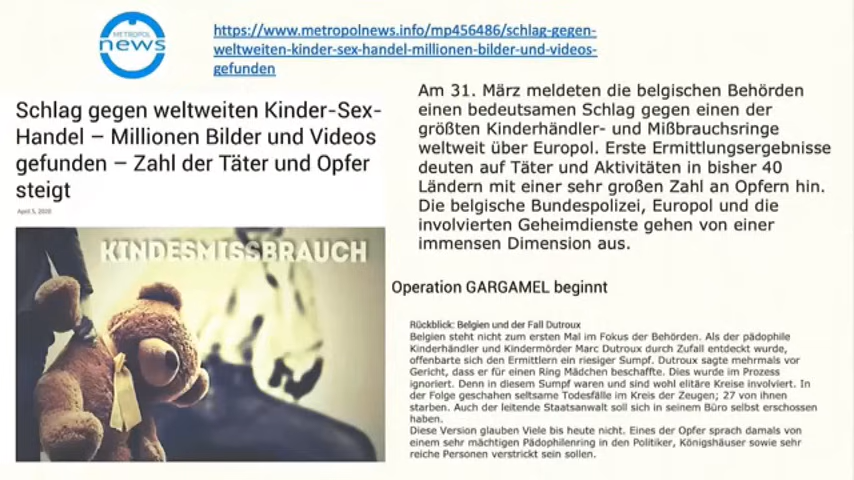 METROPOL
news
https://www.metropolnews.info/mp456486/schlag-gegen-
weltweiten-kinder-sex-handel-millionen-bilder-und-videos-
gefunden
Schlag gegen weltweiten Kinder-Sex-
Handel – Millionen Bilder und Videos
gefunden – Zahl der Täter und Opfer
steigt
April 5, 2020
KINDESMISSBRAUCH
Am 31. März meldeten die belgischen Behörden
einen bedeutsamen Schlag gegen einen der
größten Kinderhändler- und Mißbrauchsringe
weltweit über Europol. Erste Ermittlungsergebnisse
deuten auf Täter und Aktivitäten in bisher 40
Ländern mit einer sehr großen Zahl an Opfern hin.
Die belgische Bundespolizei, Europol und die
involvierten Geheimdienste gehen von einer
immensen Dimension aus.
Operation GARGAMEL beginnt
Rückblick: Belgien und der Fall Dutroux
Belgien steht nicht zum ersten Mal im Fokus der Behörden. Als der pädophile
Kinderhändler und Kindermörder Marc Dutroux durch Zufall entdeckt wurde,
offenbarte sich den Ermittlern ein riesiger Sumpf. Dutroux sagte mehrmals vor
Gericht, dass er für einen Ring Mädchen beschaffte. Dies wurde im Prozess
ignoriert. Denn in diesem Sumpf waren und sind wohl elitäre Kreise involviert. In
der Folge geschahen seltsame Todesfälle im Kreis der Zeugen; 27 von ihnen
starben. Auch der leitende Staatsanwalt soll sich in seinem Büro selbst erschossen
haben.
Diese Version glauben Viele bis heute nicht. Eines der Opfer sprach damals von
einem sehr mächtigen Pädophilenring in den Politiker, Königshäuser sowie sehr
reiche Personen verstrickt sein sollen.